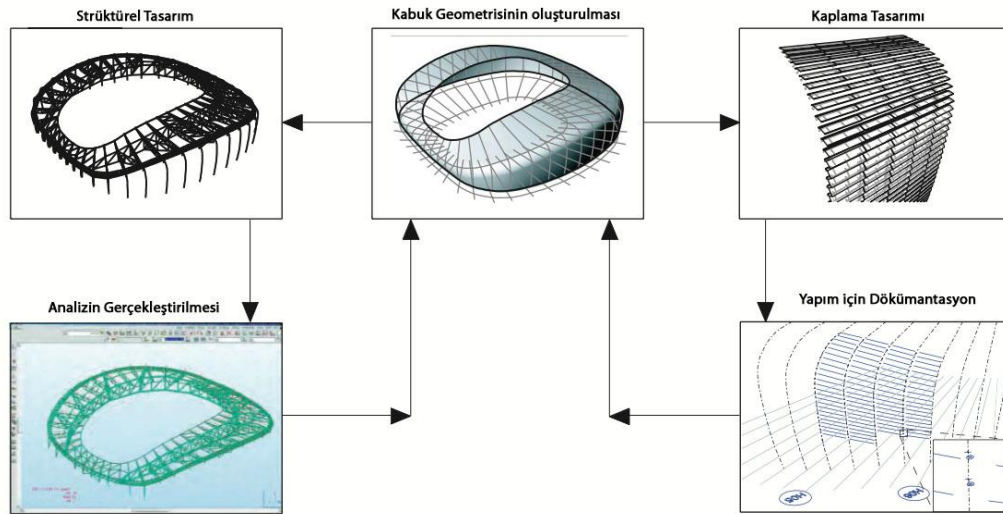 Strüktürel Tasarım
Kabuk Geometrisinin oluşturulması
Kaplama Tasarımı
Analizin Gerçekleştirilmesi
Yapım için Dökümantasyon